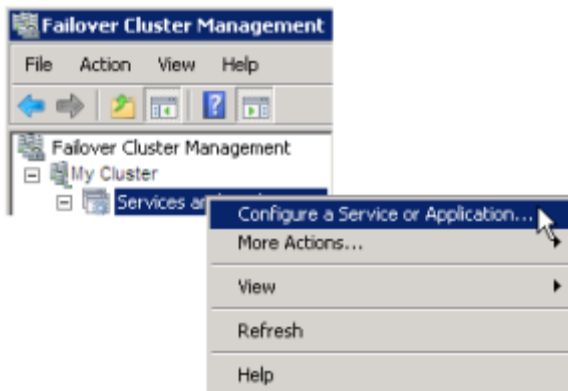 Failover Cluster Management
File Action View Help
Failover Cluster Management
My Cluster
Services
Configure a Service or Application...
More Actions...
View
Refresh
Help